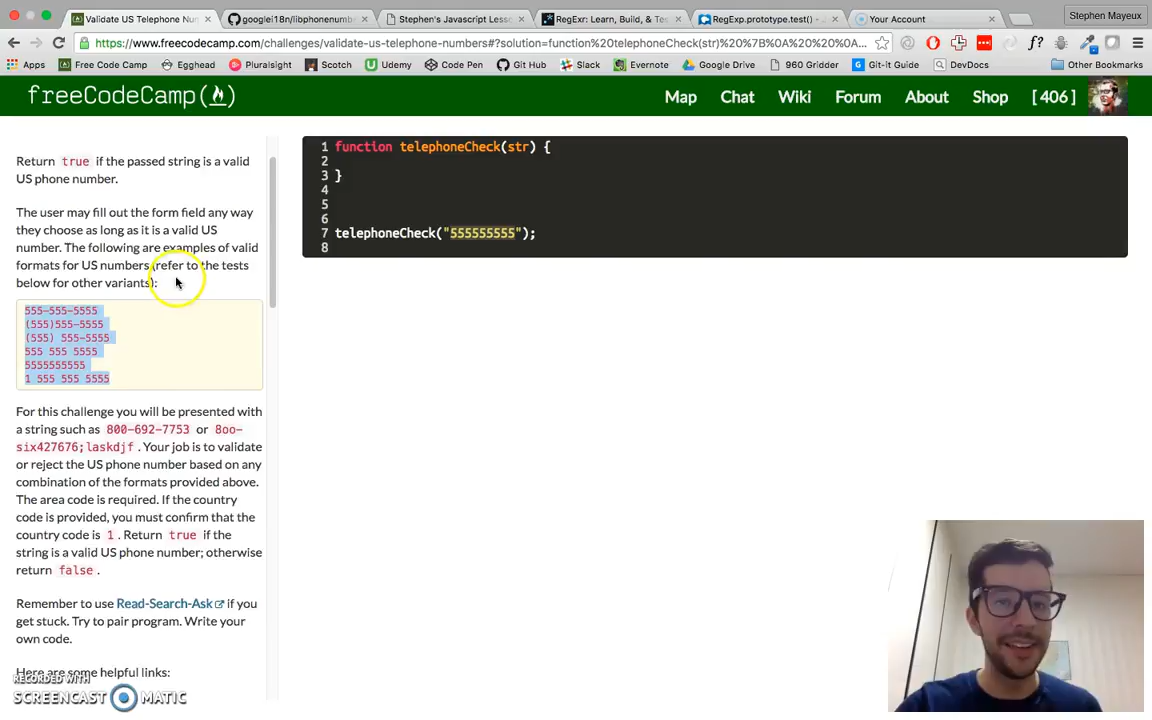 Validate US Telephone Nu
googlei18n/libphonenumb
Stephen's Javascript Less
RegExr: Learn, Build, & Te
RegExp.prototype.test() -
Your Account
Stephen Mayeux
https://www.freecodecamp.com/challenges/validate-us-telephone-numbers#?solution=function%20telephoneCheck(str)%20%7B%0A%20%20%0A...
Apps
Free Code Camp
Egghead
Pluralsight
Scotch
Udemy
Code Pen
Git Hub
Slack
Evernote
Google Drive
960 Gridder
Git-it Guide
DevDocs
Other Bookmarks
freeCodeCamp
Map
Chat
Wiki
Forum
About
Shop
[ 406 ]
Return true if the passed string is a valid
US phone number.
The user may fill out the form field any way
they choose as long as it is a valid US
number. The following are examples of valid
formats for US numbers (refer to the tests
below for other variants):
555-555-5555
(555)555-5555
(555) 555-5555
555 555 5555
5555555555
1 555 555 5555
For this challenge you will be presented with
a string such as 800-692-7753 or 8oo-
six427676;laskdjf . Your job is to validate
or reject the US phone number based on any
combination of the formats provided above.
The area code is required. If the country
code is provided, you must confirm that the
country code is 1 . Return true if the
string is a valid US phone number; otherwise
return false .
Remember to use Read-Search-Ask if you
get stuck. Try to pair program. Write your
own code.
Here are some helpful links:
1 function telephoneCheck(str) {
2
3 }
4
5
6
7 telephoneCheck("555555555");
8
RECORDED WITH
SCREENCAST MATIC